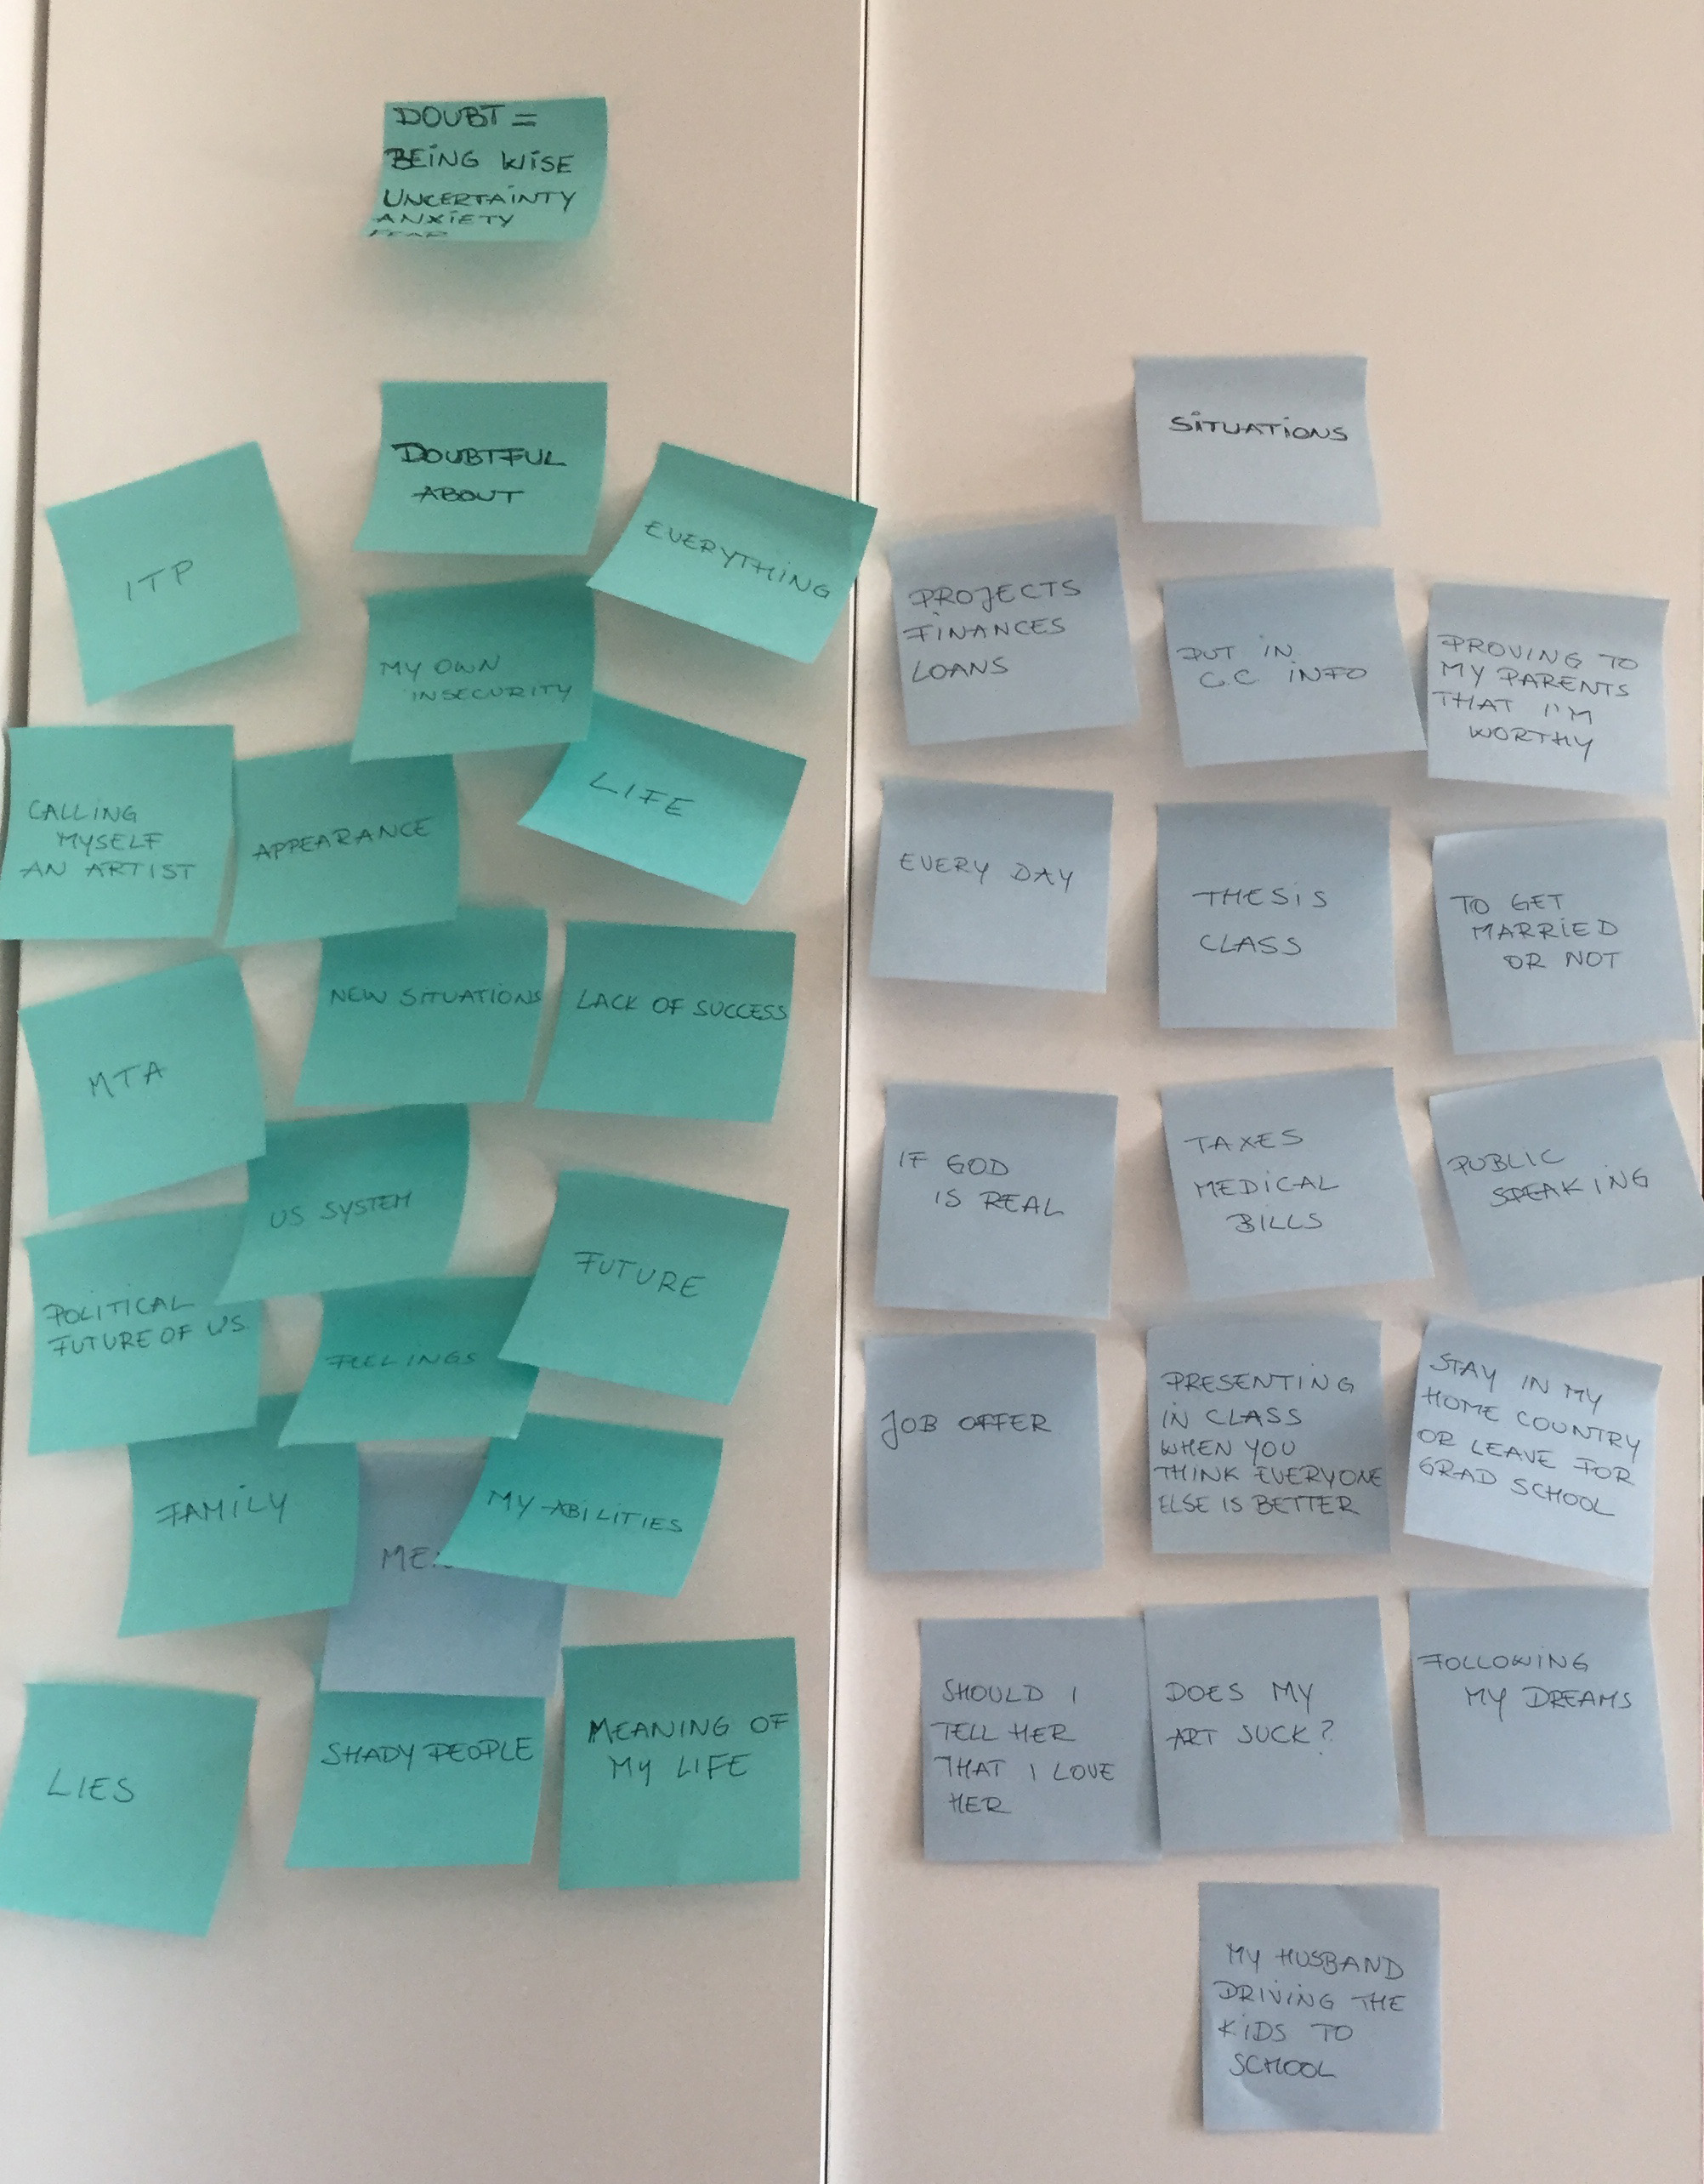 DOUBT =
BEING WISE
UNCERTAINTY
ANXIETY
FEAR
DOUBTFUL
ABOUT
ITP
EVERYTHING
MY OWN
INSECURITY
CALLING
MYSELF
AN ARTIST
APPEARANCE
LIFE
NEW SITUATIONS
LACK OF SUCCESS
MTA
US SYSTEM
POLITICAL
FUTURE OF US
FUTURE
FEELINGS
FAMILY
MY ABILITIES
LIES
SHADY PEOPLE
MEANING OF
MY LIFE
SITUATIONS
PROJECTS
FINANCES
LOANS
PUT IN
C.C INFO
PROVING TO
MY PARENTS
THAT I'M
WORTHY
EVERY DAY
THESIS
CLASS
TO GET
MARRIED
OR NOT
IF GOD
IS REAL
TAXES
MEDICAL
BILLS
PUBLIC
SPEAKING
JOB OFFER
PRESENTING
IN CLASS
WHEN YOU
THINK EVERYONE
ELSE IS BETTER
STAY IN MY
HOME COUNTRY
OR LEAVE FOR
GRAD SCHOOL
SHOULD I
TELL HER
THAT I LOVE
HER
DOES MY
ART SUCK?
FOLLOWING
MY DREAMS
MY HUSBAND
DRIVING THE
KIDS TO
SCHOOL